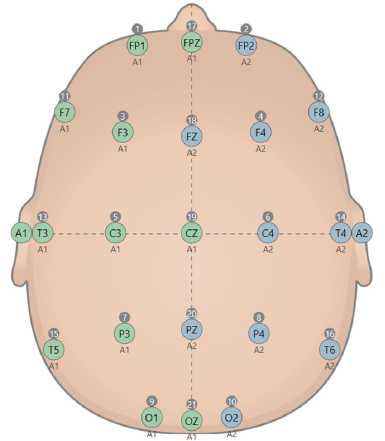 17
1
2
FP1
FPZ
FP2
A1
A1
A2
11
12
F7
F8
A1
A2
3
18
4
F3
FZ
F4
A1
A2
A2
13
5
19
6
14
A1
T3
C3
CZ
C4
T4
A2
A1
A1
A1
A2
A2
7
20
8
P3
PZ
P4
A1
A2
A2
15
16
T5
T6
A1
A2
9
21
10
O1
OZ
O2
A1
A1
A2